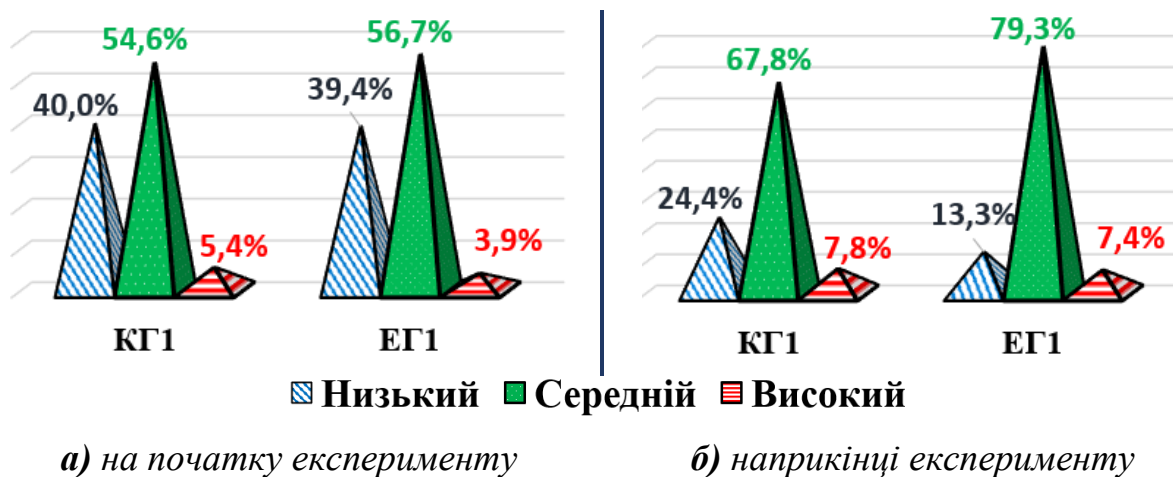 54,6%
40,0%
5,4%
56,7%
39,4%
3,9%
КГ1
ЕГ1
67,8%
24,4%
7,8%
79,3%
13,3%
7,4%
КГ1
ЕГ1
Низький Середній Високий
а) на початку експерименту
б) наприкінці експерименту